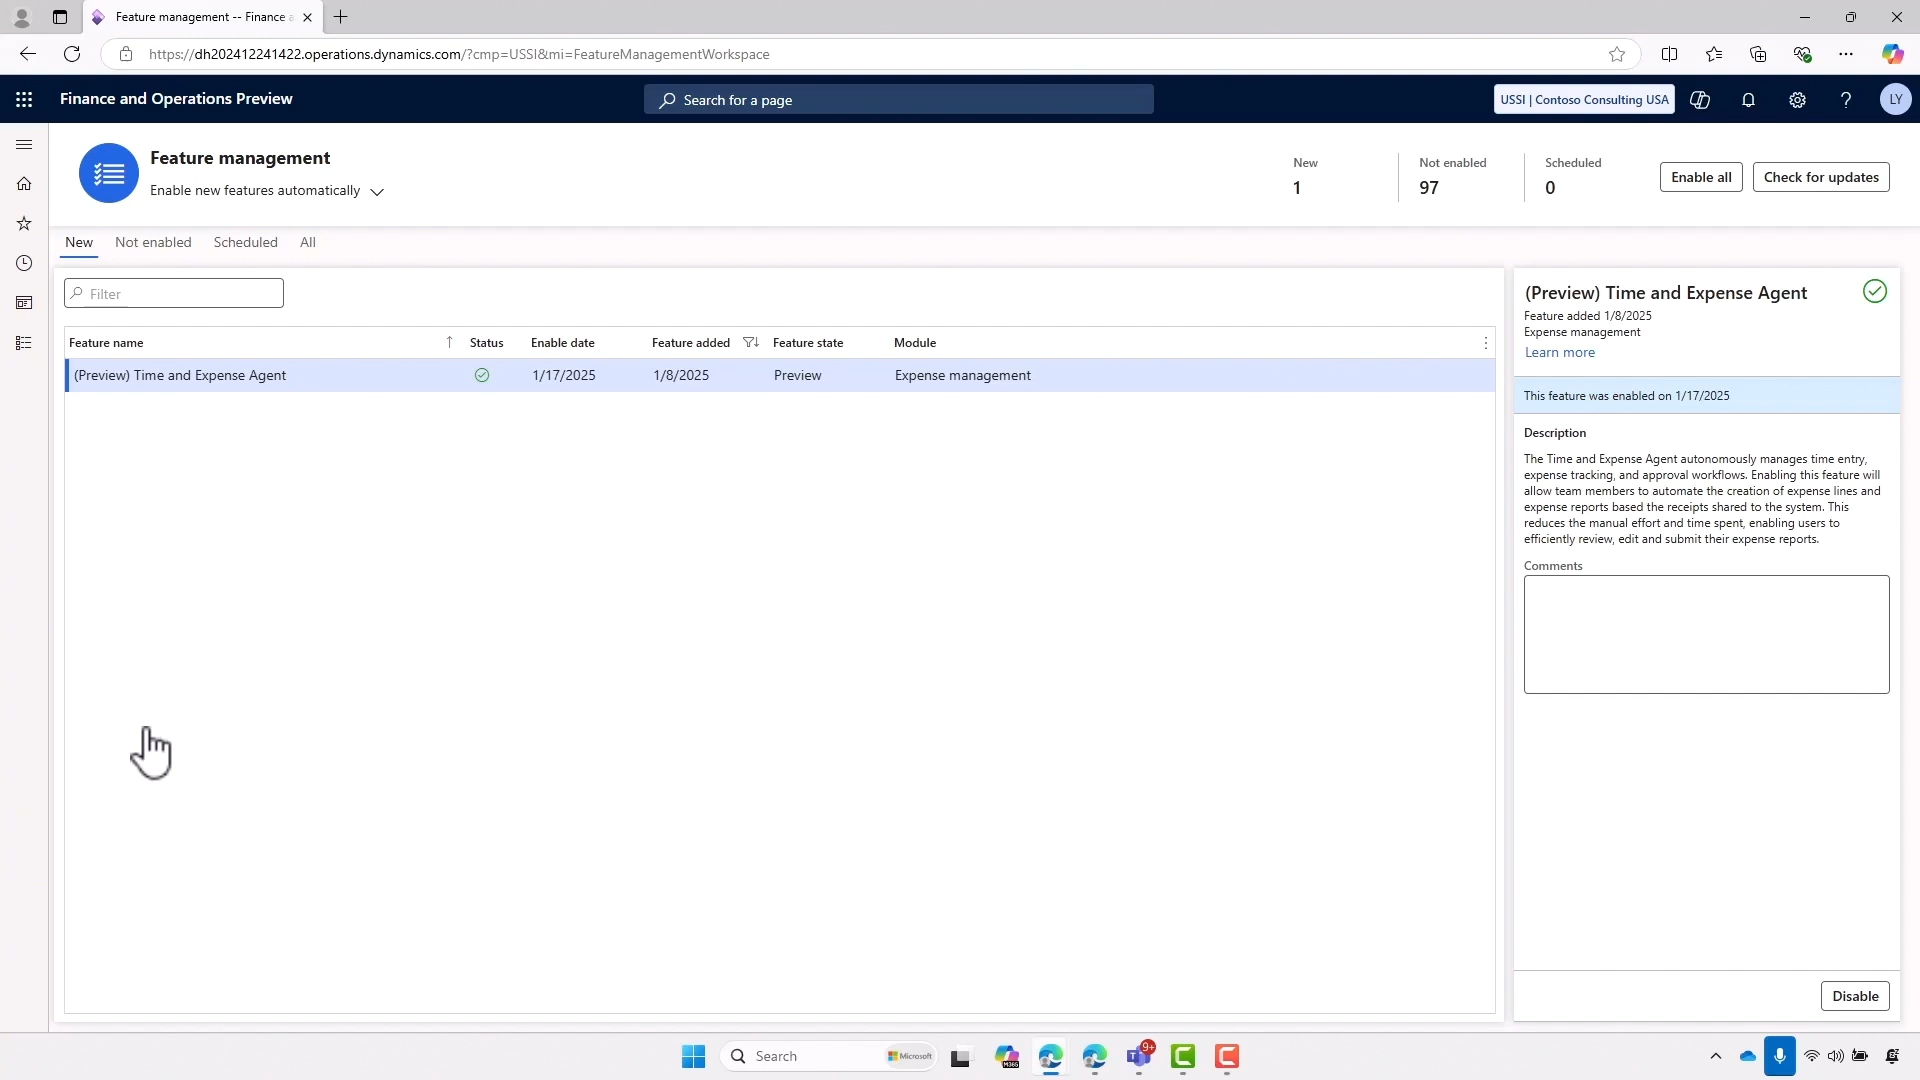 Feature management -- Finance a
https://dh202412241422.operations.dynamics.com/?cmp=USSI&mi=FeatureManagementWorkspace
Finance and Operations Preview
Search for a page
USSI | Contoso Consulting USA
LY
Feature management
Enable new features automatically
New
1
Not enabled
97
Scheduled
0
Enable all
Check for updates
New
Not enabled
Scheduled
All
Filter
Feature name
Status
Enable date
Feature added
Feature state
Module
(Preview) Time and Expense Agent
1/17/2025
1/8/2025
Preview
Expense management
(Preview) Time and Expense Agent
Feature added 1/8/2025
Expense management
Learn more
This feature was enabled on 1/17/2025
Description
The Time and Expense Agent autonomously manages time entry,
expense tracking, and approval workflows. Enabling this feature will
allow team members to automate the creation of expense lines and
expense reports based the receipts shared to the system. This
reduces the manual effort and time spent, enabling users to
efficiently review, edit and submit their expense reports.
Comments
Disable
Search
Microsoft
M365
9+